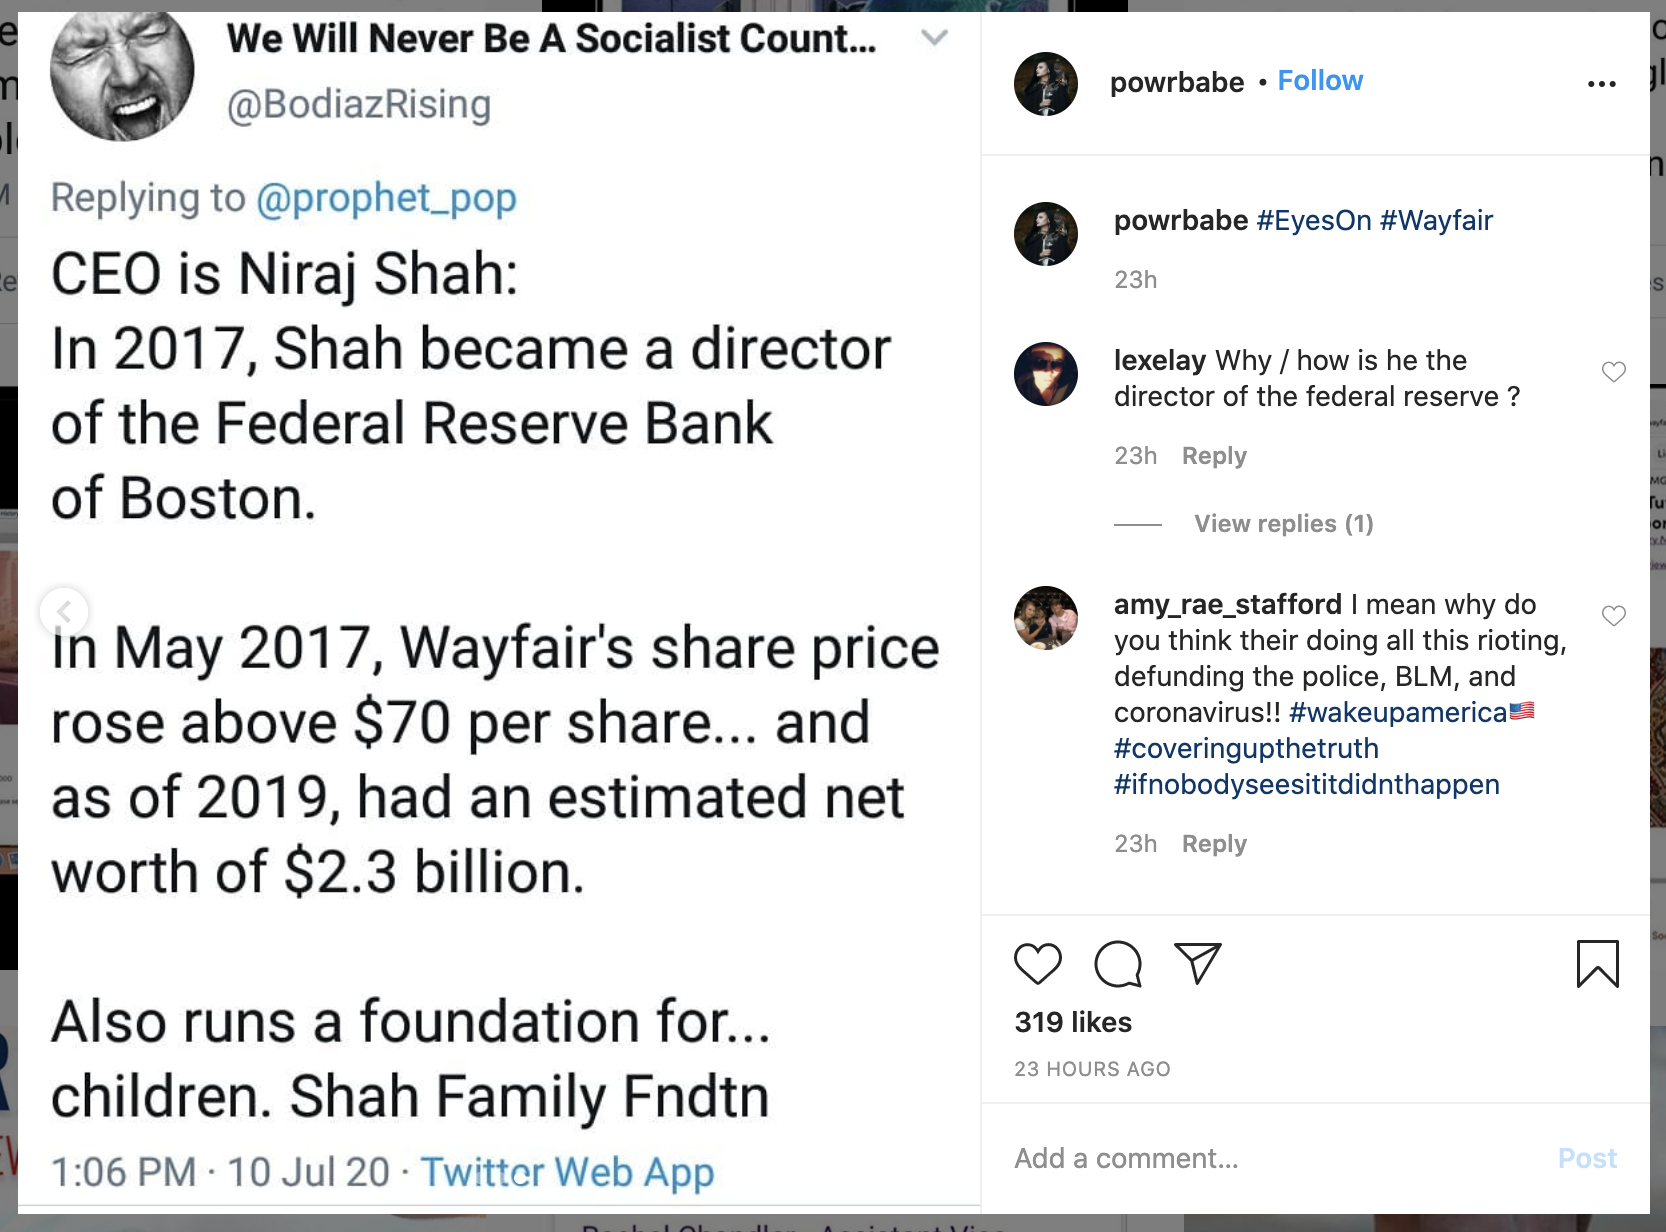 We Will Never Be A Socialist Count...
@BodiazRising
Replying to @prophet_pop
CEO is Niraj Shah:
In 2017, Shah became a director
of the Federal Reserve Bank
of Boston.
In May 2017, Wayfair's share price
rose above $70 per share... and
as of 2019, had an estimated net
worth of $2.3 billion.
Also runs a foundation for...
children. Shah Family Fndtn
1:06 PM · 10 Jul 20 · Twitter Web App
powrbabe • Follow
powrbabe #EyesOn #Wayfair
23h
lexelay Why / how is he the
director of the federal reserve ?
23h Reply
View replies (1)
amy_rae_stafford I mean why do
you think their doing all this rioting,
defunding the police, BLM, and
coronavirus!! #wakeupamerica🇺🇸
#coveringupthetruth
#ifnobodyseesititdidnthappen
23h Reply
319 likes
23 HOURS AGO
Add a comment...
Post